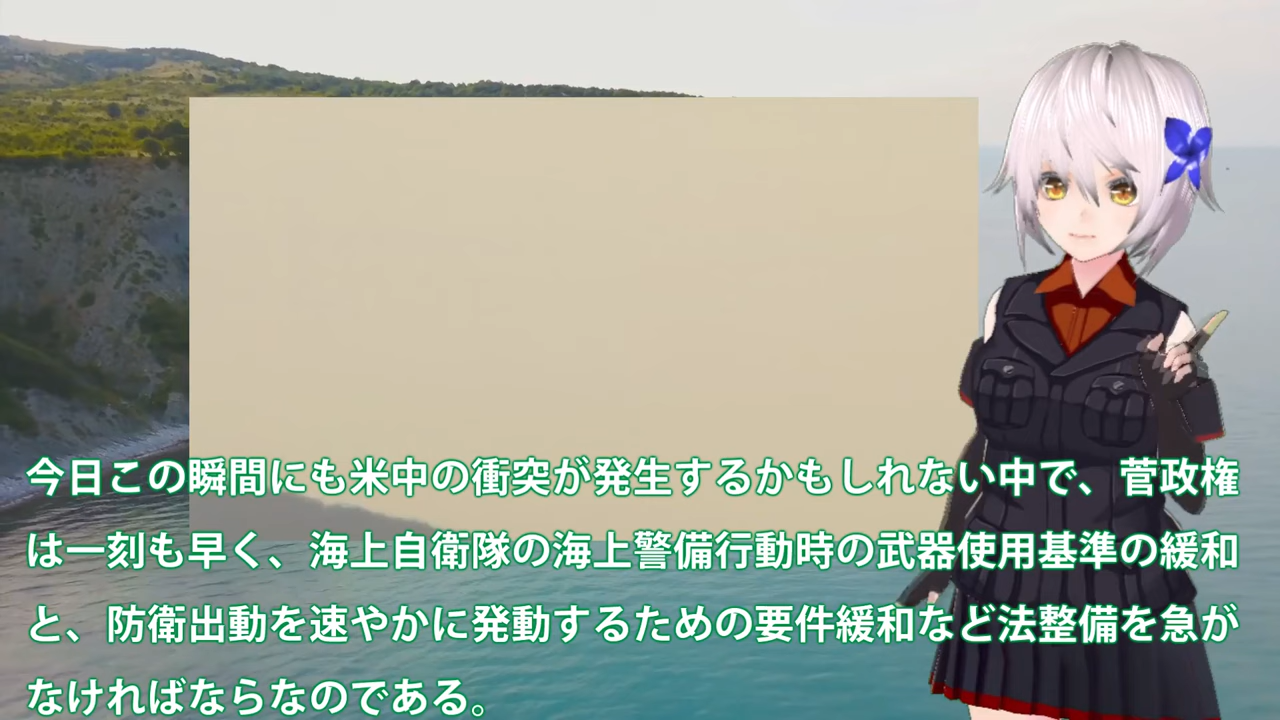 今日この瞬間にも米中の衝突が発生するかもしれない中で、菅政権
は一刻も早く、海上自衛隊の海上警備行動時の武器使用基準の緩和
と、防衛出動を速やかに発動するための要件緩和など法整備を急が
なければならなのである。